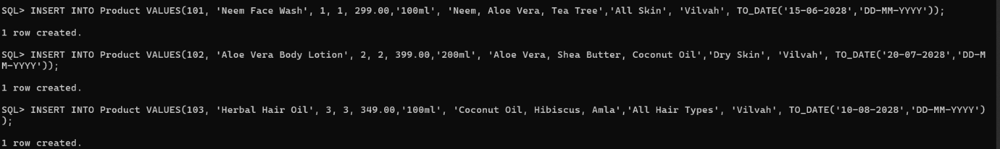 SQL> INSERT INTO Product VALUES(101, 'Neem Face Wash', 1, 1, 299.00,'100ml', 'Neem, Aloe Vera, Tea Tree','All Skin', 'Vilvah', TO_DATE('15-06-2028','DD-MM-YYYY'));
1 row created.
SQL> INSERT INTO Product VALUES(102, 'Aloe Vera Body Lotion', 2, 2, 399.00,'200ml', 'Aloe Vera, Shea Butter, Coconut Oil','Dry Skin', 'Vilvah', TO_DATE('20-07-2028','DD-M
M-YYYY'));
1 row created.
SQL> INSERT INTO Product VALUES(103, 'Herbal Hair Oil', 3, 3, 349.00,'100ml', 'Coconut Oil, Hibiscus, Amla','All Hair Types', 'Vilvah', TO_DATE('10-08-2028','DD-MM-YYYY')
);
1 row created.